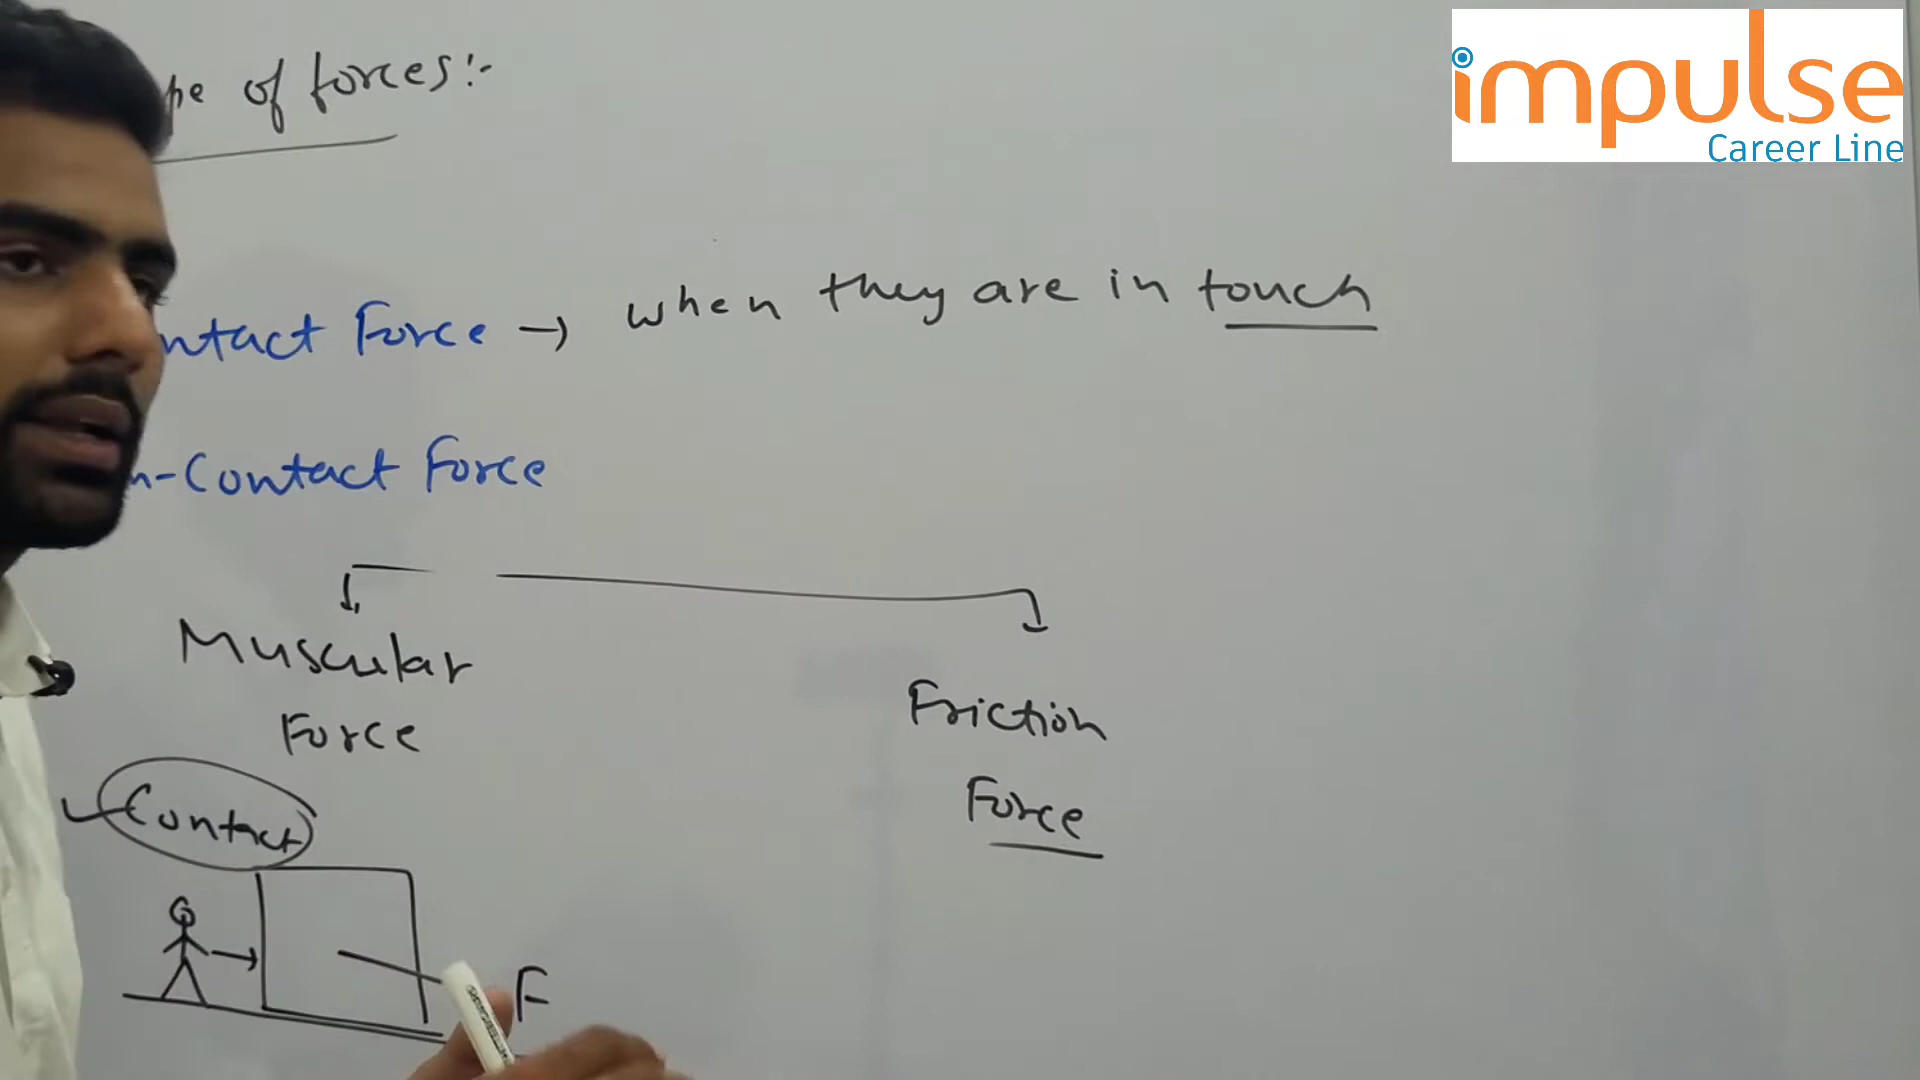 pe of forces:-
impulse
Career Line
ntact Force → when they are in touch
n-Contact Force
Muscular
Force
Friction
Force
Contact
F